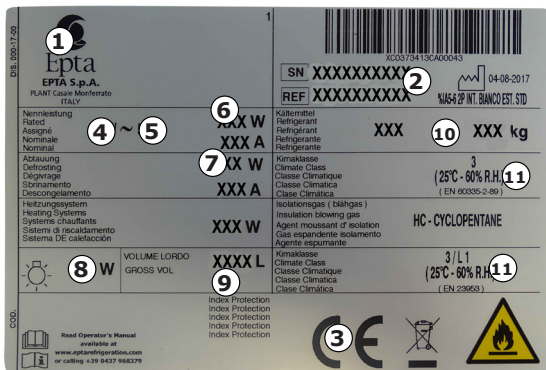 1
DIS. 000-17-00
1
Epta
EPTA S.p.A.
PLANT Casale Monferrato
ITALY
XC0373413CA00043
SN XXXXXXXXXX
2
04-08-2017
REF XXXXXXXXXX
%IAS-6 2P INT. BIANCO EST. STD
Nennleistung
Rated
Assigné
Nominale
Nominal
4 ~ 5
6
XXX W
XXX A
Kältemittel
Refrigerant
Réfrigerant
Refrigerante
Refrigerante
XXX 10 XXX kg
Abtauung
Defrosting
Dégivrage
Sbrinamento
Descongelamento
7 XX W
XXX A
Kimaklasse
Climate Class
Classe Climatique
Classe Climatica
Clase Climática
3
(25°C - 60% R.H.) 11
( EN 60335-2-89 )
Heitzungssystem
Heating Systems
Systems chauffants
Sistemi di riscaldamento
Sistema DE calefacción
XXX W
Isolationsgas ( blähgas )
Insulation blowing gas
Agent moussant d' isolation
Gas espandente isolamento
Agente espumante
HC - CYCLOPENTANE
8 W
VOLUME LORDO
GROSS VOL
XXXX L
9
Kimaklasse
Climate Class
Classe Climatique
Classe Climatica
Clase Climática
3 / L 1
(25°C - 60% R.H.) 11
( EN 23953 )
COD.
Index Protection
Index Protection
Index Protection
Index Protection
Index Protection
Read Operator's Manual
available at
www.eptarefrigeration.com
or calling +39 0437 968379
3
CE